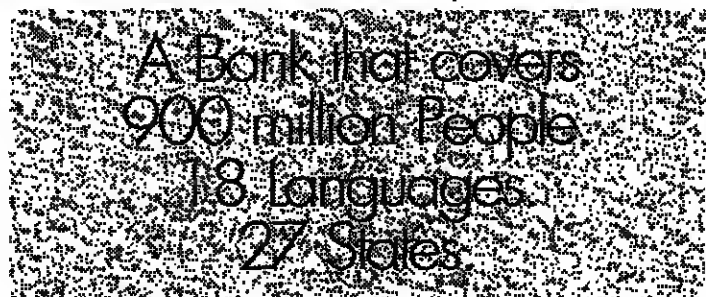 A Bank that covers
900 million People
18 Languages
27 States